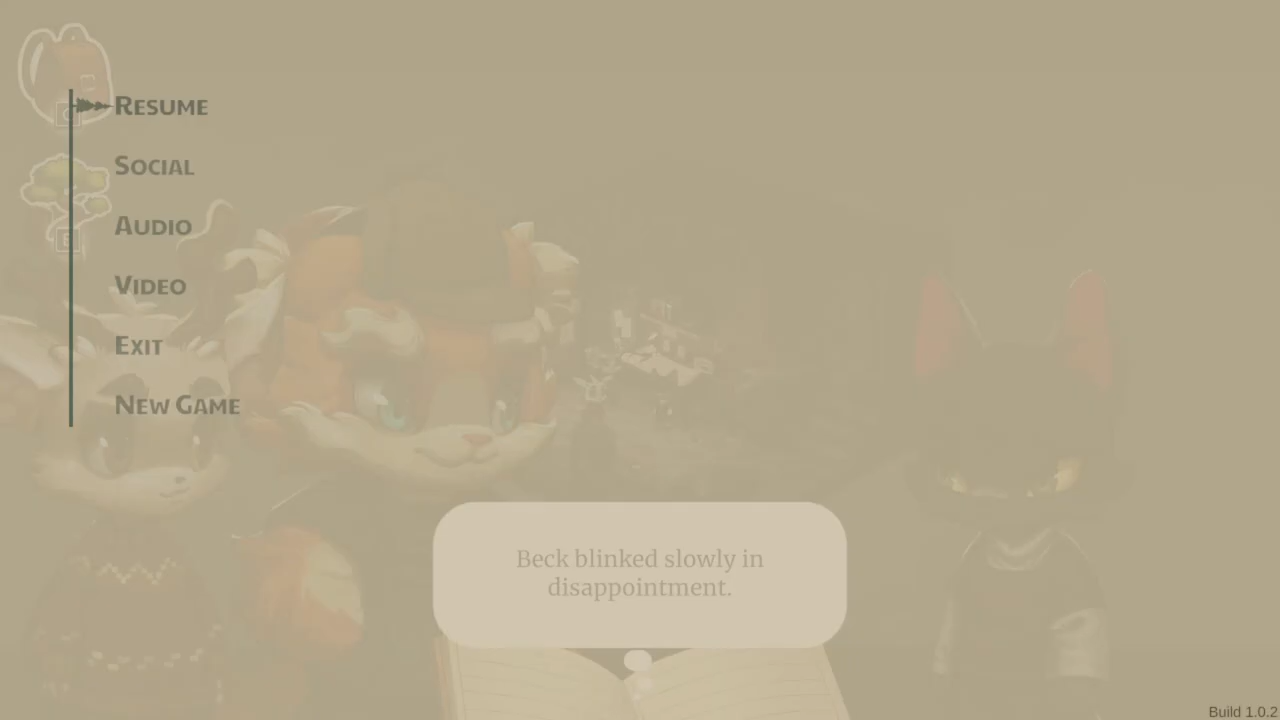 Resume
Social
Audio
Video
Exit
New Game
Beck blinked slowly in
disappointment.
Build 1.0.2